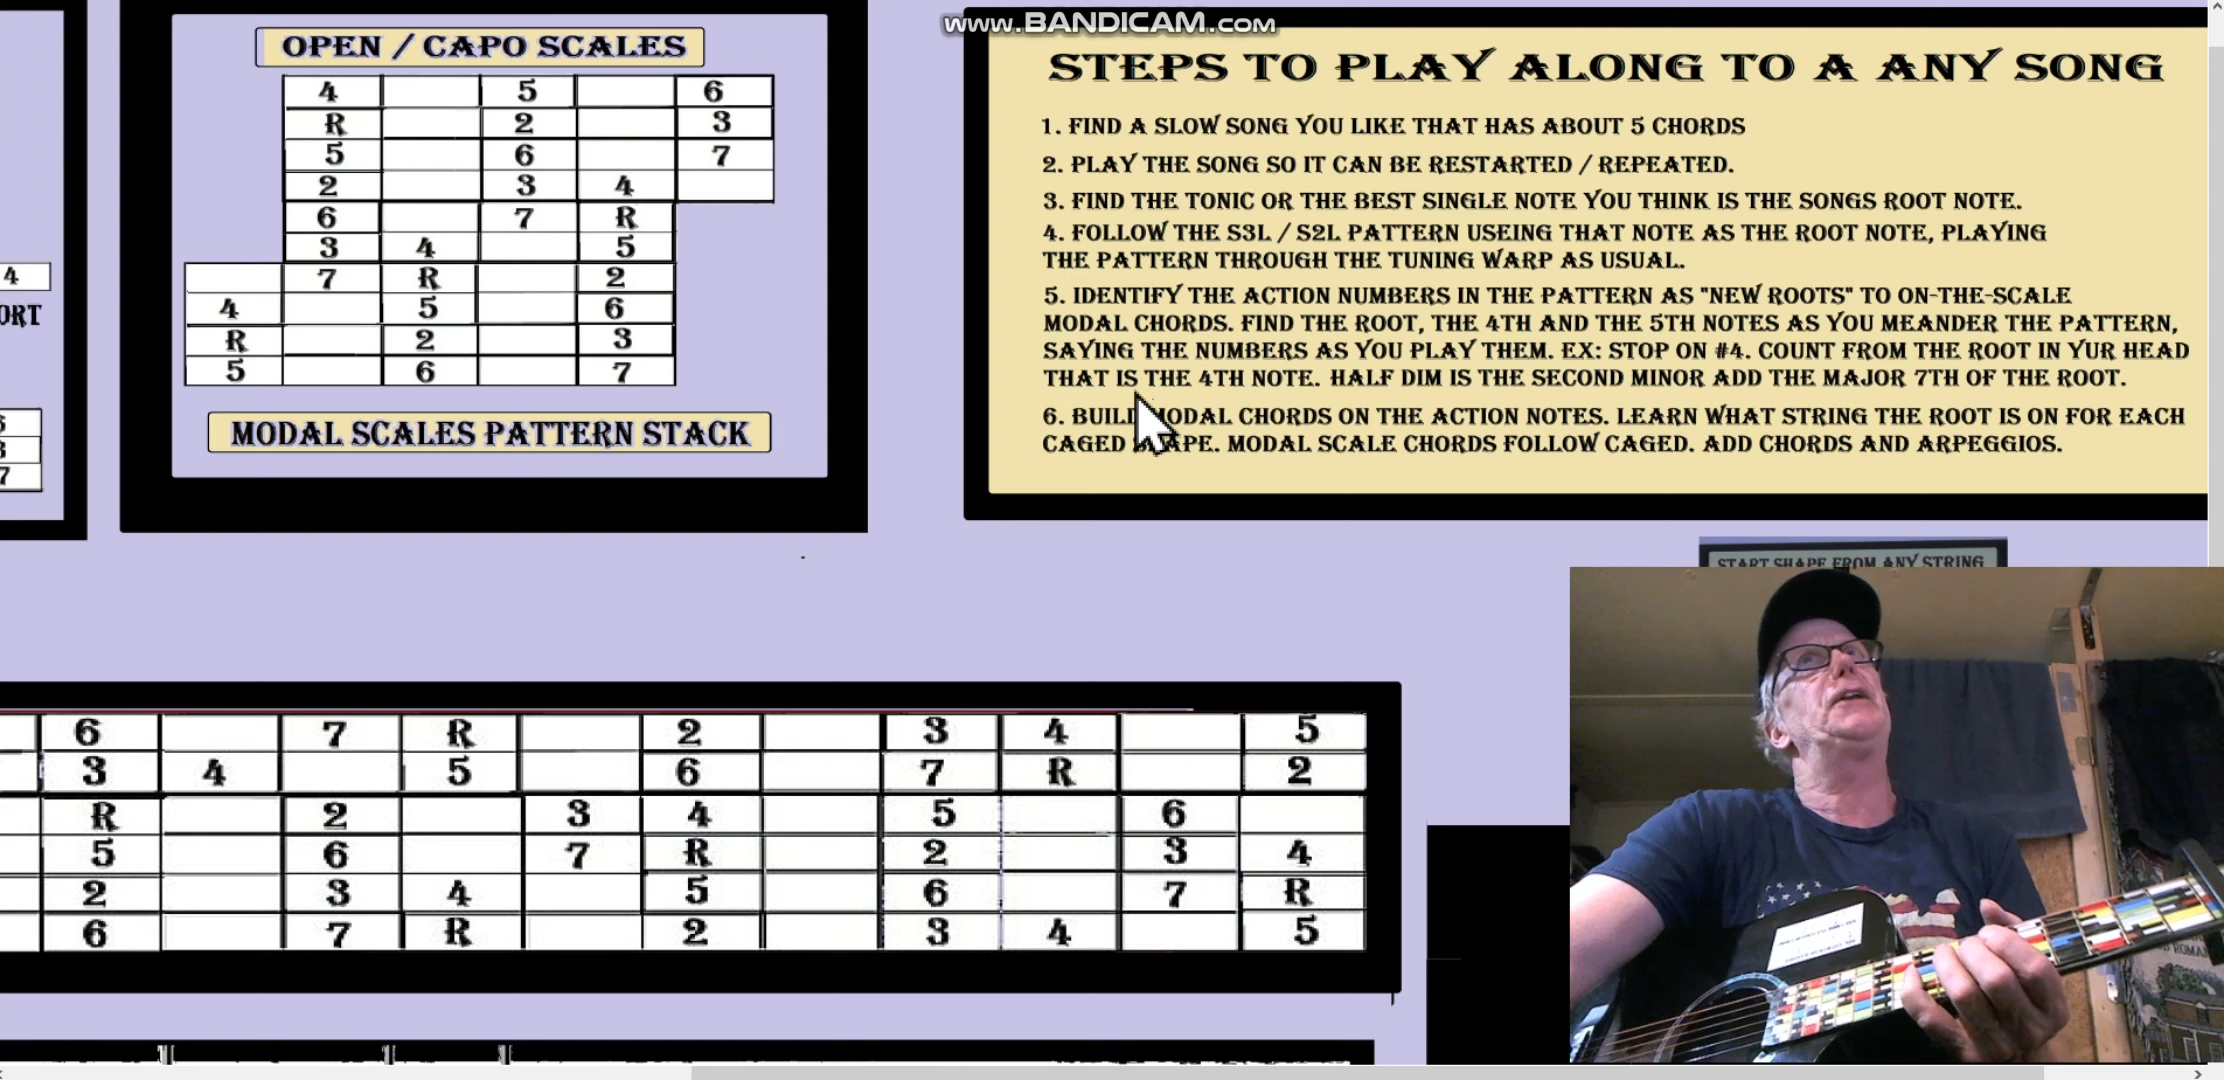 www.BANDICAM.com
OPEN / CAPO SCALES
4 5 6
R 2 3
5 6 7
2 3 4
6 7 R
3 4 5
7 R 2
4 5 6
R 2 3
5 6 7
MODAL SCALES PATTERN STACK
4
ORT
3
7
STEPS TO PLAY ALONG TO A ANY SONG
1. FIND A SLOW SONG YOU LIKE THAT HAS ABOUT 5 CHORDS
2. PLAY THE SONG SO IT CAN BE RESTARTED / REPEATED.
3. FIND THE TONIC OR THE BEST SINGLE NOTE YOU THINK IS THE SONGS ROOT NOTE.
4. FOLLOW THE S3L / S2L PATTERN USEING THAT NOTE AS THE ROOT NOTE, PLAYING
THE PATTERN THROUGH THE TUNING WARP AS USUAL.
5. IDENTIFY THE ACTION NUMBERS IN THE PATTERN AS "NEW ROOTS" TO ON-THE-SCALE
MODAL CHORDS. FIND THE ROOT, THE 4TH AND THE 5TH NOTES AS YOU MEANDER THE PATTERN,
SAYING THE NUMBERS AS YOU PLAY THEM. EX: STOP ON #4. COUNT FROM THE ROOT IN YUR HEAD
THAT IS THE 4TH NOTE. HALF DIM IS THE SECOND MINOR ADD THE MAJOR 7TH OF THE ROOT.
6. BUILD MODAL CHORDS ON THE ACTION NOTES. LEARN WHAT STRING THE ROOT IS ON FOR EACH
CAGED SHAPE. MODAL SCALE CHORDS FOLLOW CAGED. ADD CHORDS AND ARPEGGIOS.
START SHAPE FROM ANY STRING
6 7 R 2 3 4 5
3 4 5 6 7 R 2
R 2 3 4 5 6
5 6 7 R 2 3 4
2 3 4 5 6 7 R
6 7 R 2 3 4 5